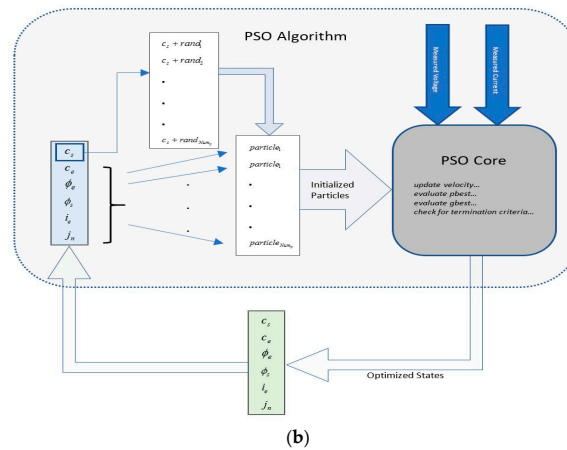 PSO Algorithm
c_s + rand_1
c_s + rand_2
.
.
.
c_s + rand_Num_p
Measured Voltage
Measured Current
c_s
c_e
ϕ_e
ϕ_s
i_e
j_n
particle_1
particle_1
.
.
.
particle_Num_p
.
.
.
Initialized
Particles
PSO Core
update velocity...
evaluate pbest...
evaluate gbest...
check for termination criteria...
c_s
c_e
ϕ_e
ϕ_s
i_e
j_n
Optimized States
(b)